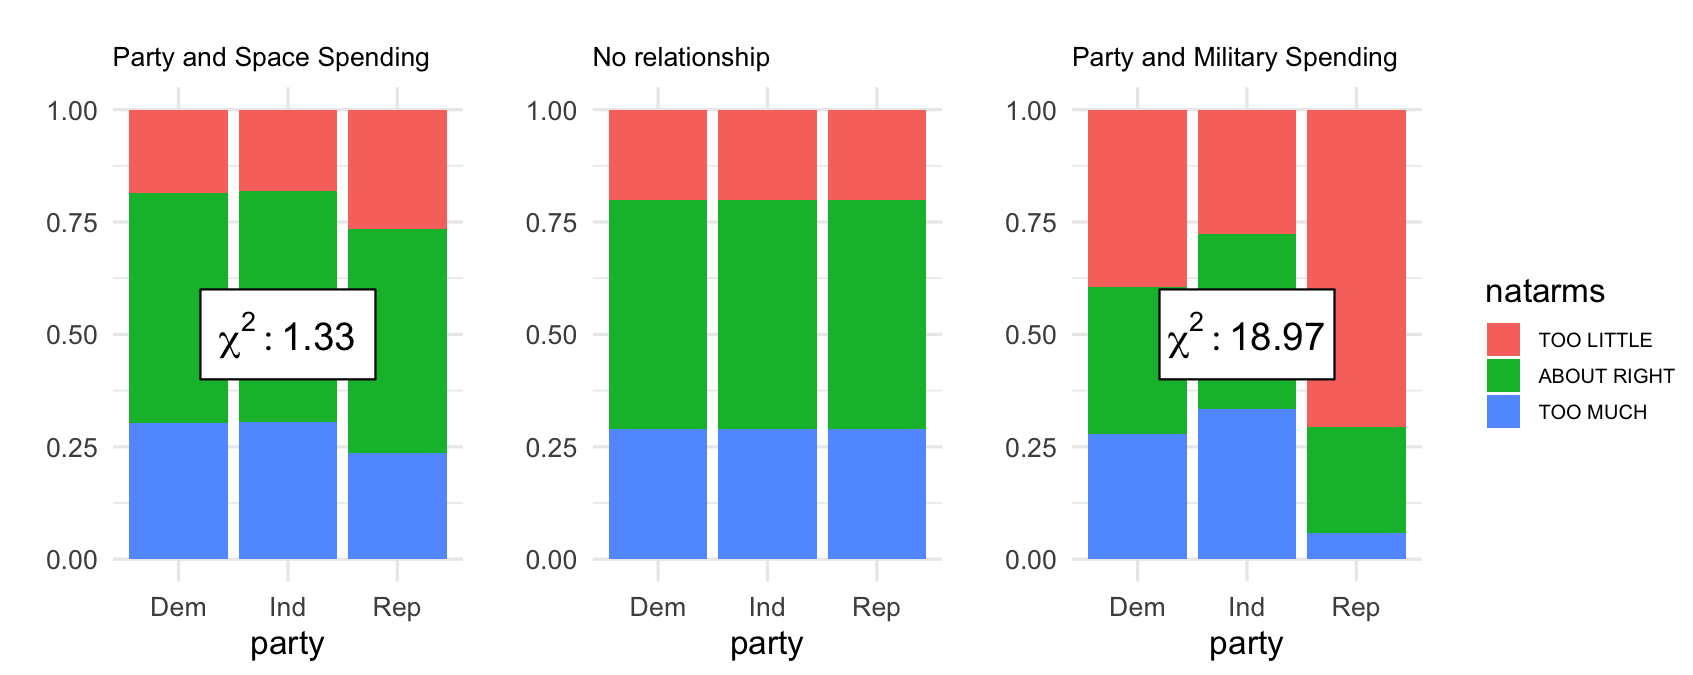 Party and Space Spending
1.00
0.75
0.50
0.25
0.00
χ²: 1.33
Dem Ind Rep
party
No relationship
1.00
0.75
0.50
0.25
0.00
Dem Ind Rep
party
Party and Military Spending
1.00
0.75
0.50
0.25
0.00
χ²: 18.97
Dem Ind Rep
party
natarms
TOO LITTLE
ABOUT RIGHT
TOO MUCH